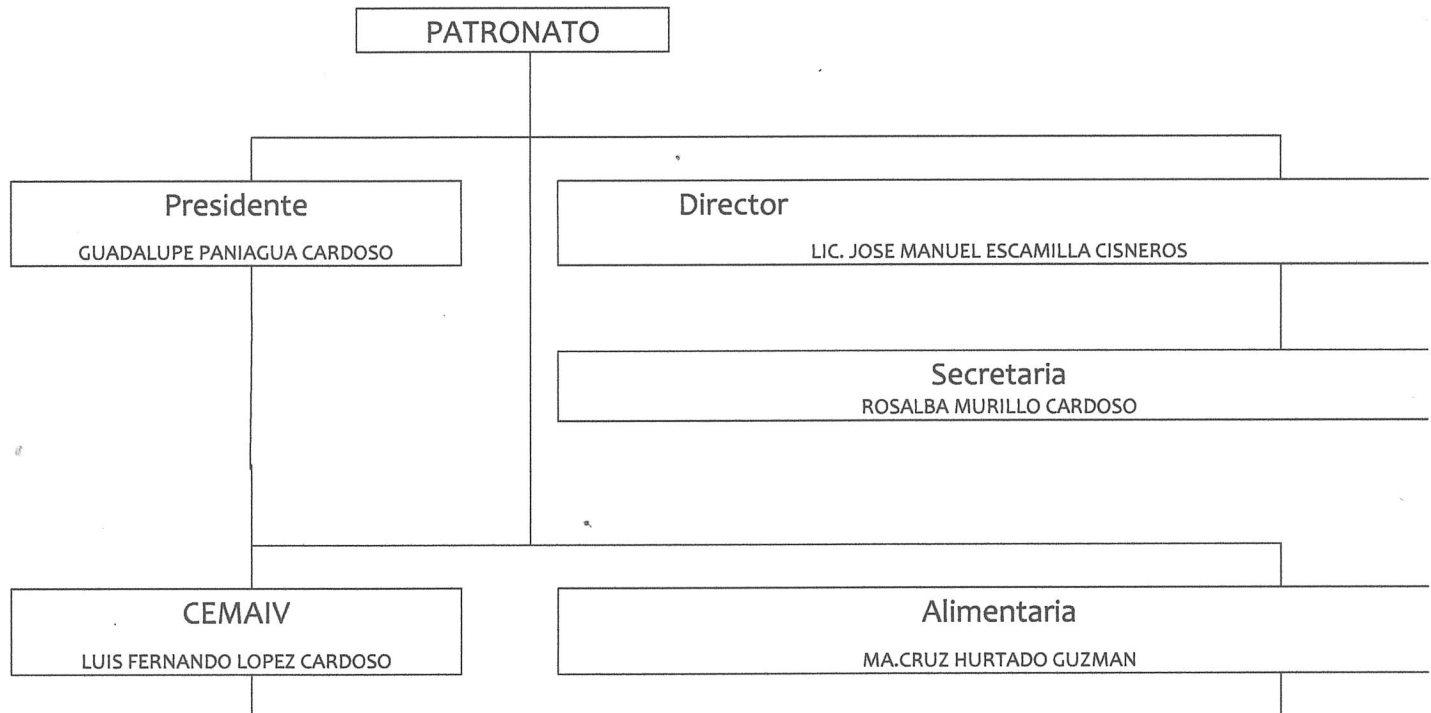 PATRONATO
Presidente
GUADALUPE PANIAGUA CARDOSO
Director
LIC. JOSE MANUEL ESCAMILLA CISNEROS
Secretaria
ROSALBA MURILLO CARDOSO
CEMAIV
LUIS FERNANDO LOPEZ CARDOSO
Alimentaria
MA.CRUZ HURTADO GUZMAN